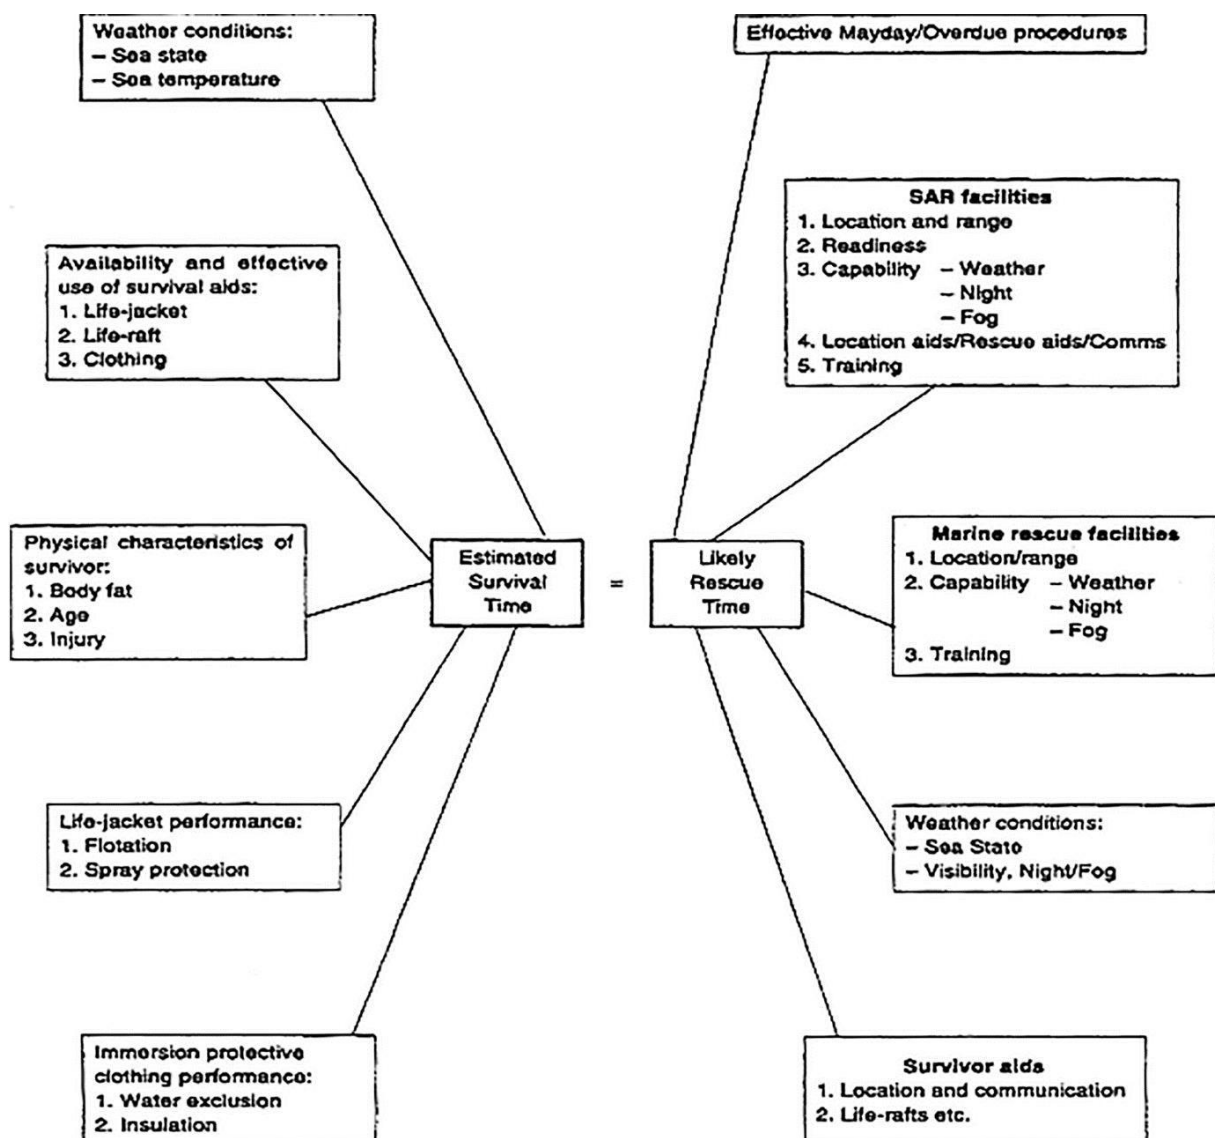 Weather conditions:
– Sea state
– Sea temperature
Availability and effective
use of survival aids:
1. Life-jacket
2. Life-raft
3. Clothing
Physical characteristics of
survivor:
1. Body fat
2. Age
3. Injury
Life-jacket performance:
1. Flotation
2. Spray protection
Immersion protective
clothing performance:
1. Water exclusion
2. Insulation
Estimated
Survival
Time
=
Likely
Rescue
Time
Effective Mayday/Overdue procedures
SAR facilities
1. Location and range
2. Readiness
3. Capability – Weather
– Night
– Fog
4. Location aids/Rescue aids/Comms
5. Training
Marine rescue facilities
1. Location/range
2. Capability – Weather
– Night
– Fog
3. Training
Weather conditions:
– Sea State
– Visibility, Night/Fog
Survivor aids
1. Location and communication
2. Life-rafts etc.